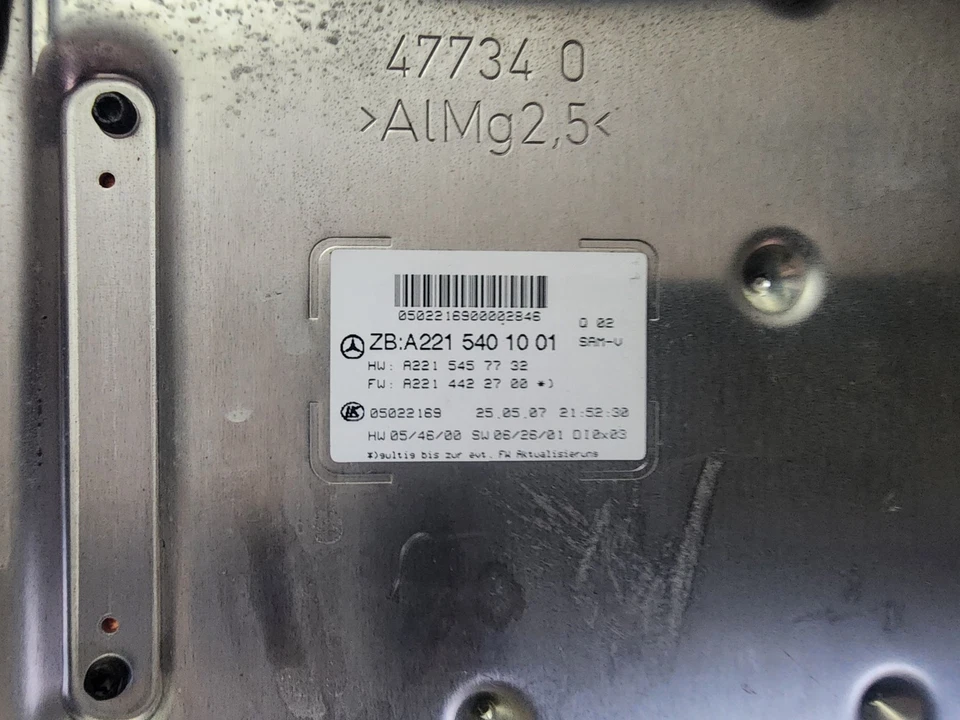 47734 0
>AlMg2,5<
0502216900002846
Q 02
ZB:A221 540 10 01
SAM-V
HW: A221 545 77 32
FW: A221 442 27 00 *)
LK 05022169 25.05.07 21:52:30
HW 05/46/00 SW 06/26/01 DI0x03
*)gultig bis zur evt. FW Aktualisierung